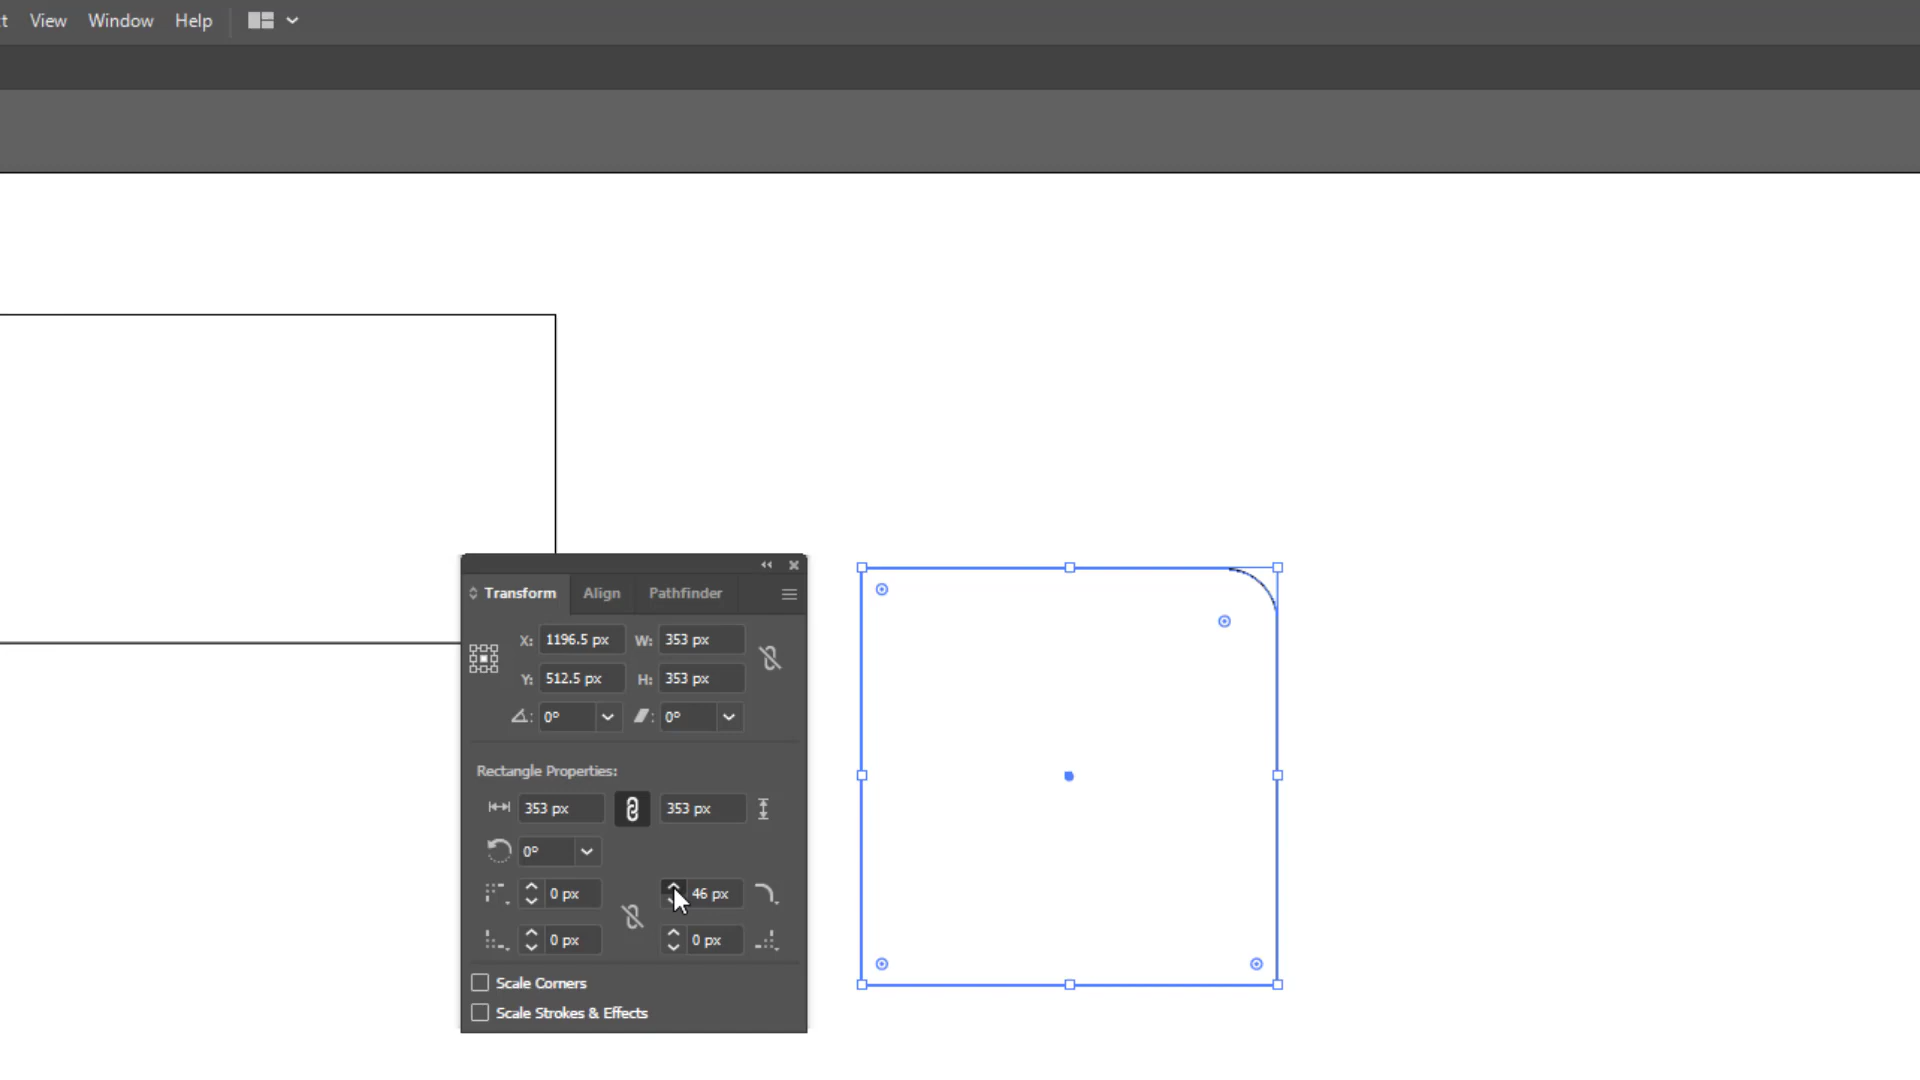 t View Window Help
Transform Align Pathfinder
X: 1196.5 px W: 353 px
Y: 512.5 px H: 353 px
: 0° : 0°
Rectangle Properties:
353 px 353 px
0°
0 px 46 px
0 px 0 px
Scale Corners
Scale Strokes & Effects